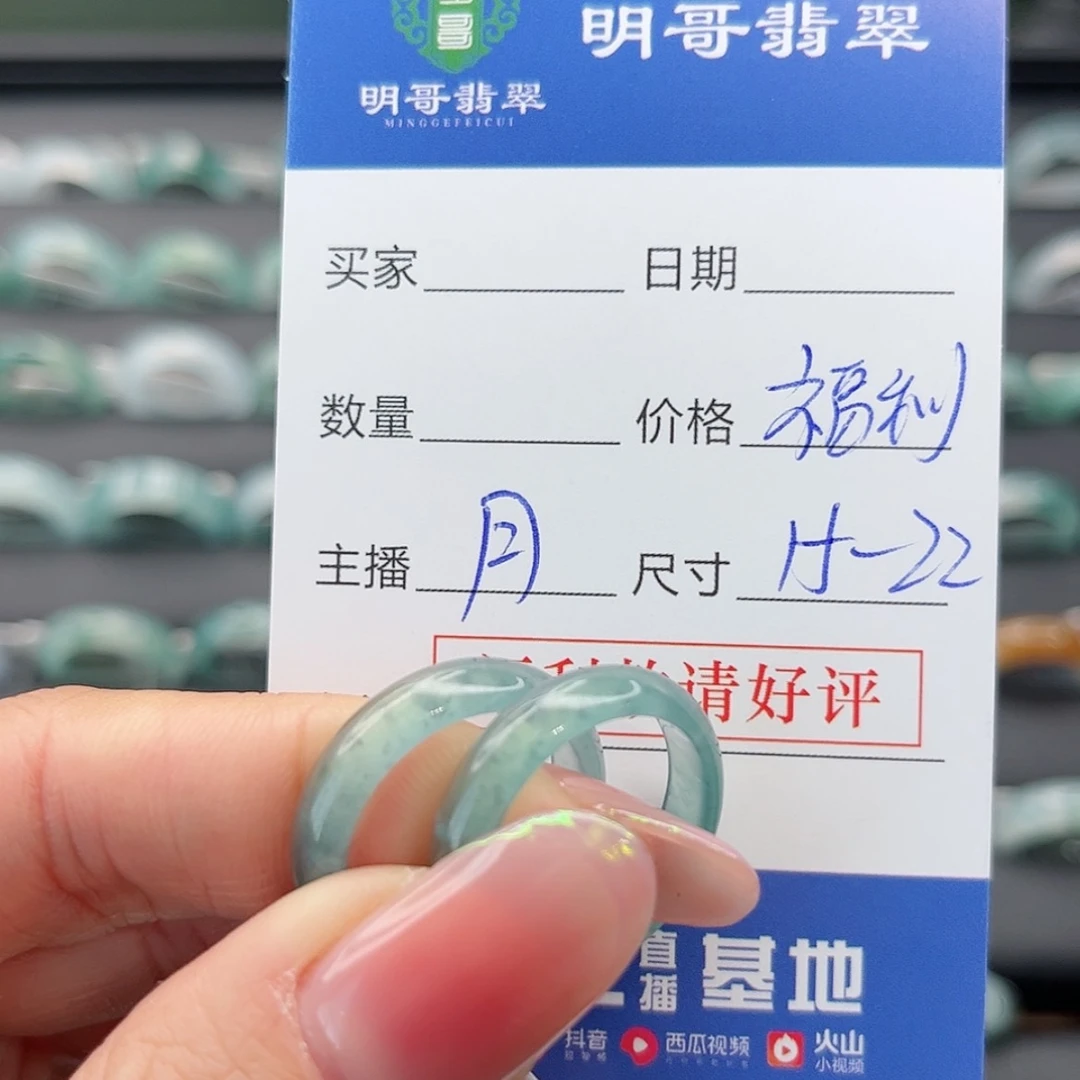 明哥翡翠
明哥翡翠
MINGGEFEICUI
买家 日期
数量 价格 福利
主播 月 尺寸 15-22
请好评
直播 基地
抖音 西瓜视频 火山小视频